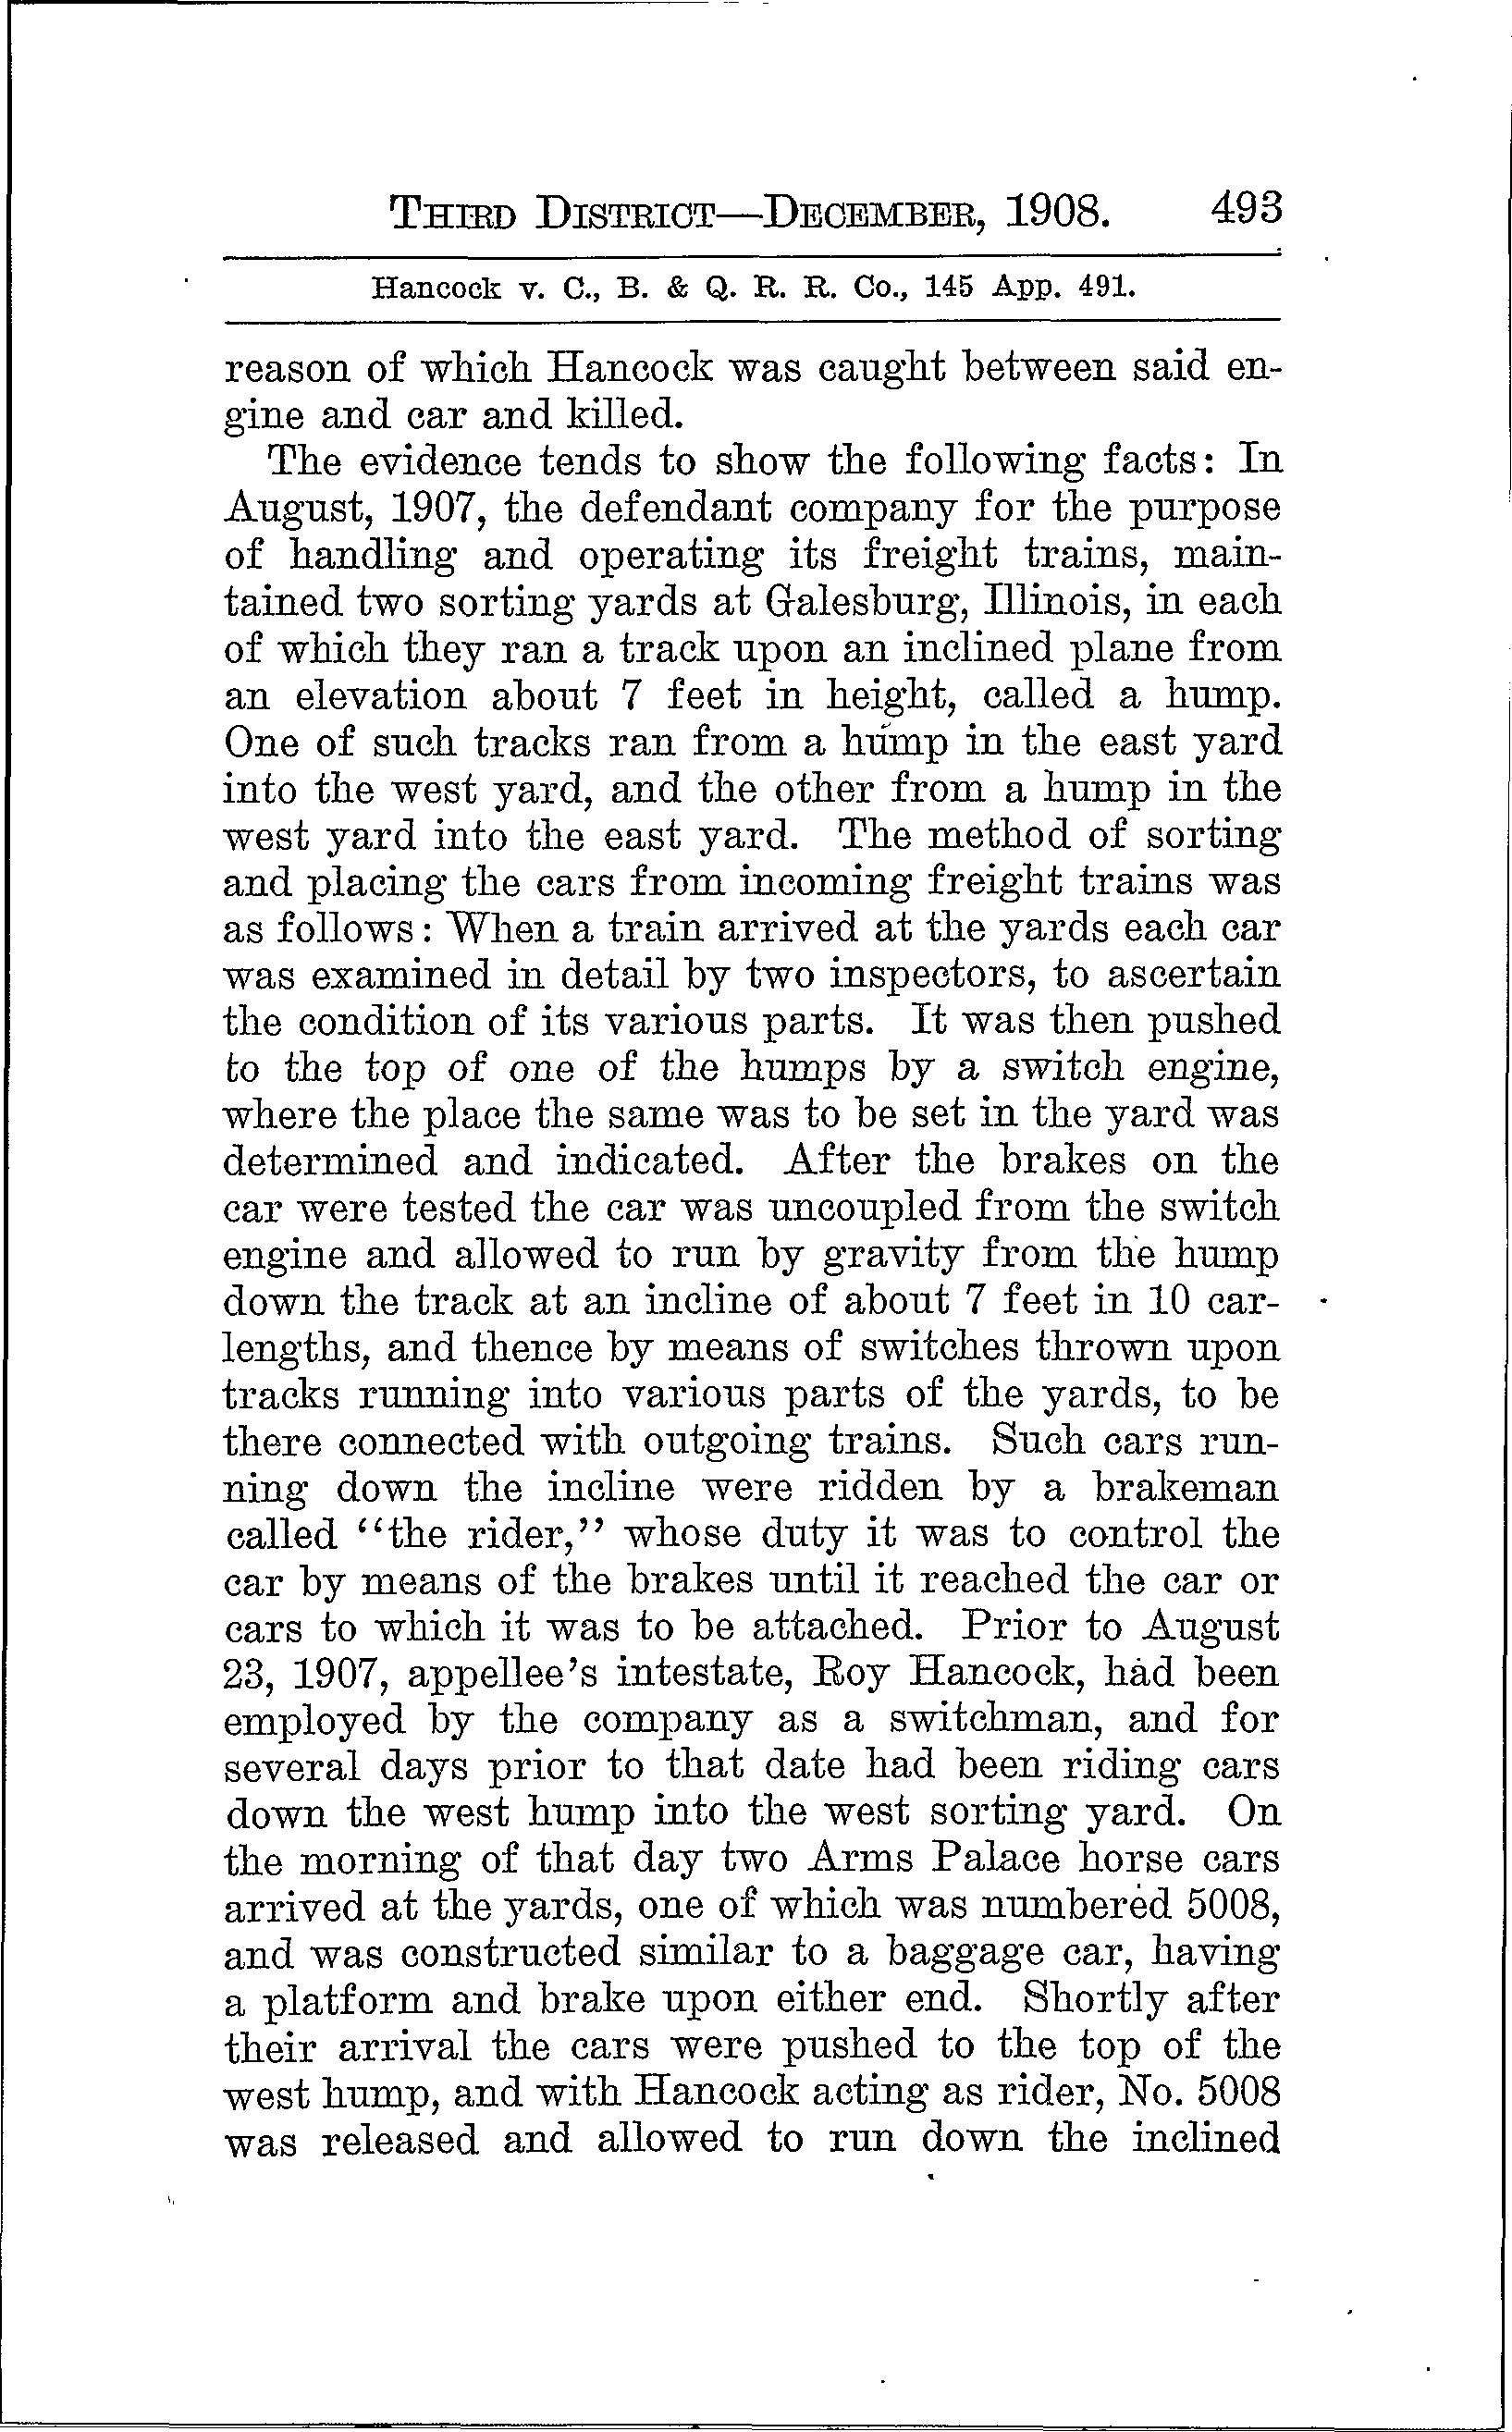 THIRD DISTRICT—DECEMBER, 1908. 493
Hancock v. C., B. & Q. R. R. Co., 145 App. 491.
reason of which Hancock was caught between said en-
gine and car and killed.
The evidence tends to show the following facts: In
August, 1907, the defendant company for the purpose
of handling and operating its freight trains, main-
tained two sorting yards at Galesburg, Illinois, in each
of which they ran a track upon an inclined plane from
an elevation about 7 feet in height, called a hump.
One of such tracks ran from a hump in the east yard
into the west yard, and the other from a hump in the
west yard into the east yard. The method of sorting
and placing the cars from incoming freight trains was
as follows: When a train arrived at the yards each car
was examined in detail by two inspectors, to ascertain
the condition of its various parts. It was then pushed
to the top of one of the humps by a switch engine,
where the place the same was to be set in the yard was
determined and indicated. After the brakes on the
car were tested the car was uncoupled from the switch
engine and allowed to run by gravity from the hump
down the track at an incline of about 7 feet in 10 car-
lengths, and thence by means of switches thrown upon
tracks running into various parts of the yards, to be
there connected with outgoing trains. Such cars run-
ning down the incline were ridden by a brakeman
called "the rider," whose duty it was to control the
car by means of the brakes until it reached the car or
cars to which it was to be attached. Prior to August
23, 1907, appellee's intestate, Roy Hancock, had been
employed by the company as a switchman, and for
several days prior to that date had been riding cars
down the west hump into the west sorting yard. On
the morning of that day two Arms Palace horse cars
arrived at the yards, one of which was numbered 5008,
and was constructed similar to a baggage car, having
a platform and brake upon either end. Shortly after
their arrival the cars were pushed to the top of the
west hump, and with Hancock acting as rider, No. 5008
was released and allowed to run down the inclined